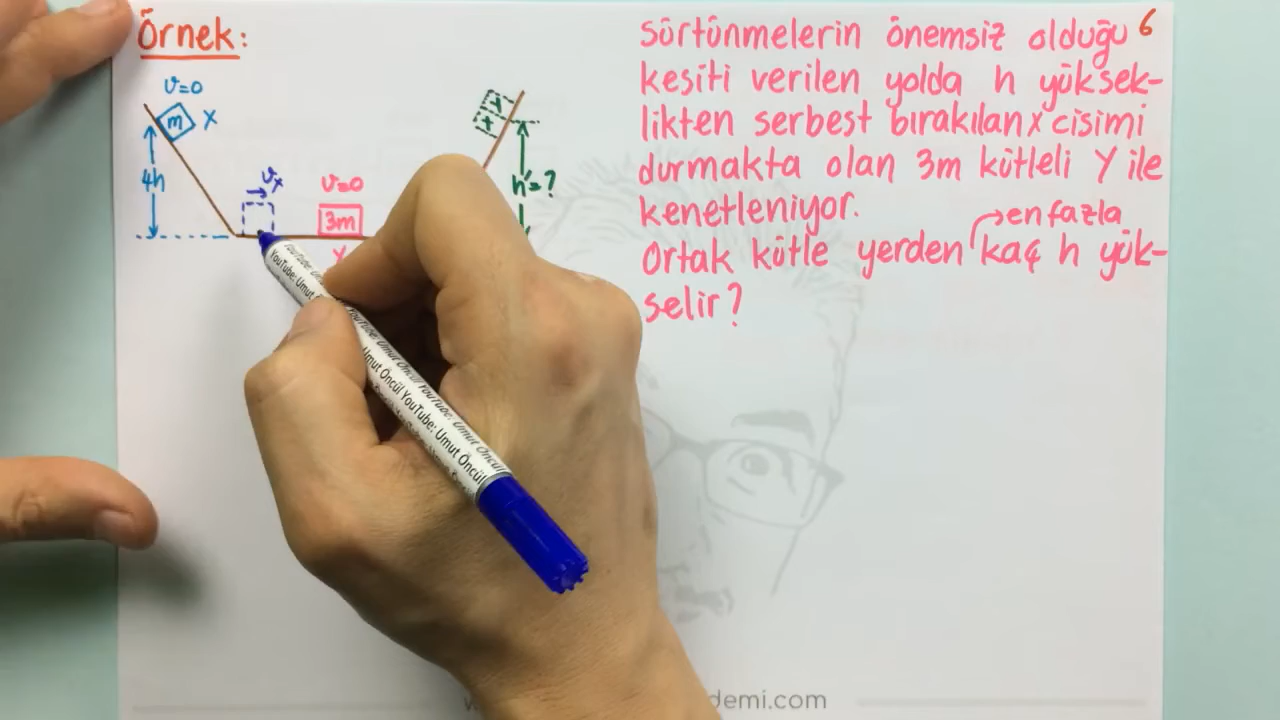 Örnek:
6
sürtünmelerin önemsiz olduğu
kesiti verilen yolda h yüksek-
likten serbest bırakılan x cisimi
durmakta olan 3m kütleli Y ile
kenetleniyor.
en fazla
Ortak kütle yerden kaç h yük-
selir?
v=0
m x
4h
vx
v=0
3m
Y
x
h'=?
YouTube: Umut Öncül YouTube: Umut Öncül
demi.com